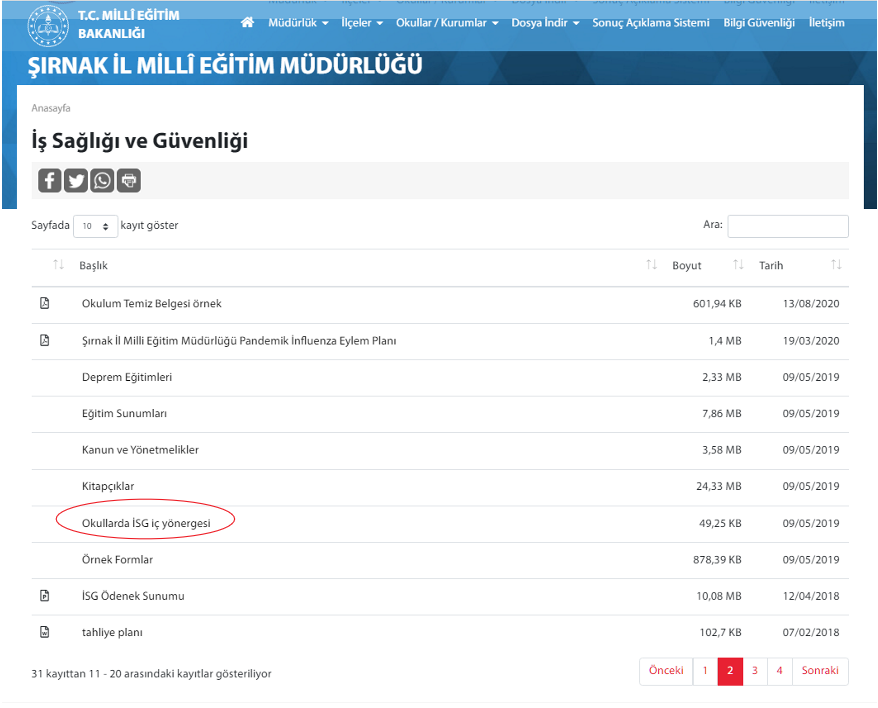 T.C. MİLLÎ EĞİTİM
BAKANLIĞI
Müdürlük İlçeler Okullar / Kurumlar Dosya İndir Sonuç Açıklama Sistemi Bilgi Güvenliği İletişim
ŞIRNAK İL MİLLÎ EĞİTİM MÜDÜRLÜĞÜ
Anasayfa
İş Sağlığı ve Güvenliği
Sayfada 10 kayıt göster Ara:
Başlık Boyut Tarih
Okulum Temiz Belgesi örnek 601,94 KB 13/08/2020
Şırnak İl Milli Eğitim Müdürlüğü Pandemik İnfluenza Eylem Planı 1,4 MB 19/03/2020
Deprem Eğitimleri 2,33 MB 09/05/2019
Eğitim Sunumları 7,86 MB 09/05/2019
Kanun ve Yönetmelikler 3,58 MB 09/05/2019
Kitapçıklar 24,33 MB 09/05/2019
Okullarda İSG iç yönergesi 49,25 KB 09/05/2019
Örnek Formlar 878,39 KB 09/05/2019
İSG Ödenek Sunumu 10,08 MB 12/04/2018
tahliye planı 102,7 KB 07/02/2018
31 kayıttan 11 - 20 arasındaki kayıtlar gösteriliyor Önceki 1 2 3 4 Sonraki